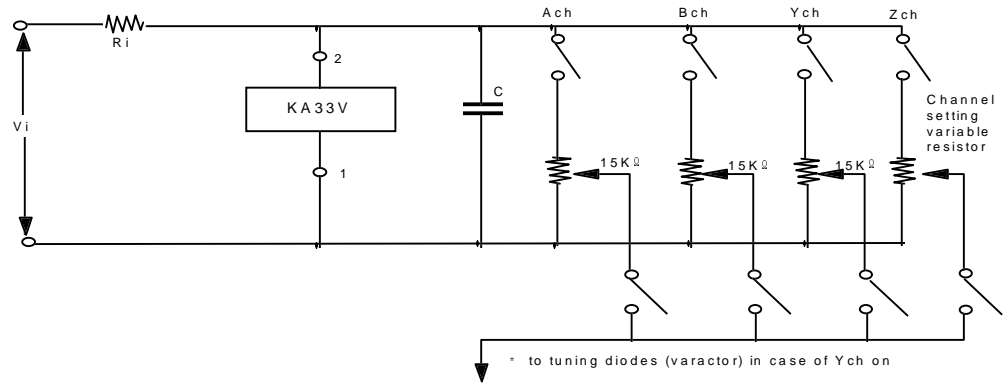 Ach
Bch
Ych
Zch
Ri
2
KA33V
C
Vi
Channel
setting
variable
resistor
15KΩ
15KΩ
15KΩ
1
* to tuning diodes (varactor) in case of Ych on